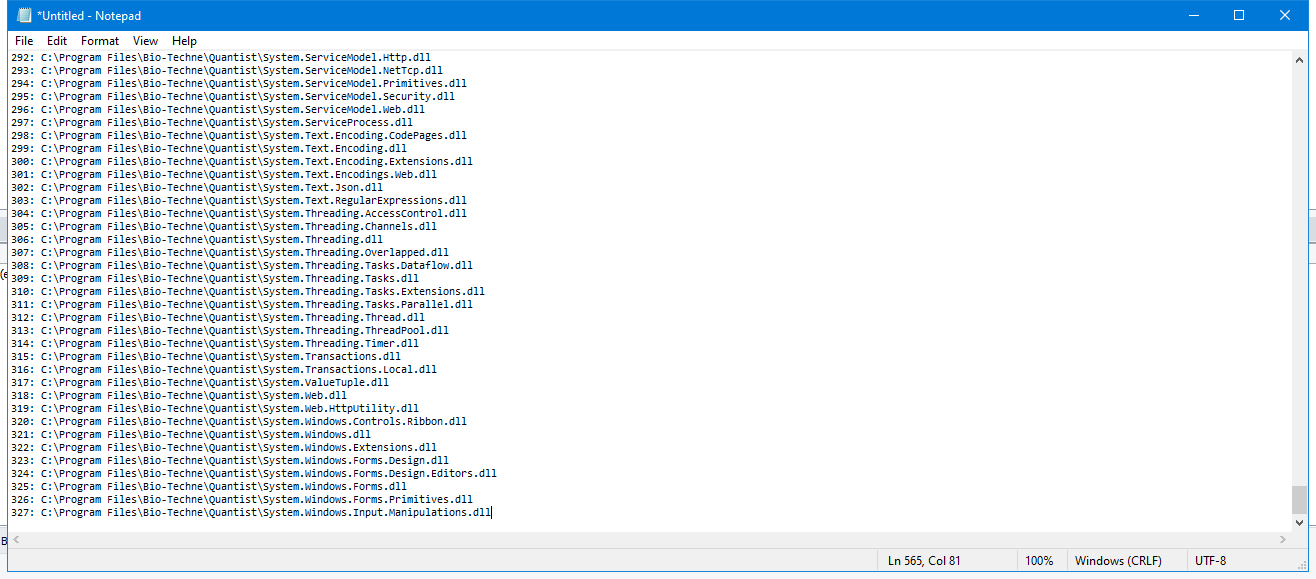 *Untitled - Notepad
File Edit Format View Help
292: C:\Program Files\Bio-Techne\Quantist\System.ServiceModel.Http.dll
293: C:\Program Files\Bio-Techne\Quantist\System.ServiceModel.NetTcp.dll
294: C:\Program Files\Bio-Techne\Quantist\System.ServiceModel.Primitives.dll
295: C:\Program Files\Bio-Techne\Quantist\System.ServiceModel.Security.dll
296: C:\Program Files\Bio-Techne\Quantist\System.ServiceModel.Web.dll
297: C:\Program Files\Bio-Techne\Quantist\System.ServiceProcess.dll
298: C:\Program Files\Bio-Techne\Quantist\System.Text.Encoding.CodePages.dll
299: C:\Program Files\Bio-Techne\Quantist\System.Text.Encoding.dll
300: C:\Program Files\Bio-Techne\Quantist\System.Text.Encoding.Extensions.dll
301: C:\Program Files\Bio-Techne\Quantist\System.Text.Encodings.Web.dll
302: C:\Program Files\Bio-Techne\Quantist\System.Text.Json.dll
303: C:\Program Files\Bio-Techne\Quantist\System.Text.RegularExpressions.dll
304: C:\Program Files\Bio-Techne\Quantist\System.Threading.AccessControl.dll
305: C:\Program Files\Bio-Techne\Quantist\System.Threading.Channels.dll
306: C:\Program Files\Bio-Techne\Quantist\System.Threading.dll
307: C:\Program Files\Bio-Techne\Quantist\System.Threading.Overlapped.dll
308: C:\Program Files\Bio-Techne\Quantist\System.Threading.Tasks.Dataflow.dll
309: C:\Program Files\Bio-Techne\Quantist\System.Threading.Tasks.dll
310: C:\Program Files\Bio-Techne\Quantist\System.Threading.Tasks.Extensions.dll
311: C:\Program Files\Bio-Techne\Quantist\System.Threading.Tasks.Parallel.dll
312: C:\Program Files\Bio-Techne\Quantist\System.Threading.Thread.dll
313: C:\Program Files\Bio-Techne\Quantist\System.Threading.ThreadPool.dll
314: C:\Program Files\Bio-Techne\Quantist\System.Threading.Timer.dll
315: C:\Program Files\Bio-Techne\Quantist\System.Transactions.dll
316: C:\Program Files\Bio-Techne\Quantist\System.Transactions.Local.dll
317: C:\Program Files\Bio-Techne\Quantist\System.ValueTuple.dll
318: C:\Program Files\Bio-Techne\Quantist\System.Web.dll
319: C:\Program Files\Bio-Techne\Quantist\System.Web.HttpUtility.dll
320: C:\Program Files\Bio-Techne\Quantist\System.Windows.Controls.Ribbon.dll
321: C:\Program Files\Bio-Techne\Quantist\System.Windows.dll
322: C:\Program Files\Bio-Techne\Quantist\System.Windows.Extensions.dll
323: C:\Program Files\Bio-Techne\Quantist\System.Windows.Forms.Design.dll
324: C:\Program Files\Bio-Techne\Quantist\System.Windows.Forms.Design.Editors.dll
325: C:\Program Files\Bio-Techne\Quantist\System.Windows.Forms.dll
326: C:\Program Files\Bio-Techne\Quantist\System.Windows.Forms.Primitives.dll
327: C:\Program Files\Bio-Techne\Quantist\System.Windows.Input.Manipulations.dll
Ln 565, Col 81 100% Windows (CRLF) UTF-8